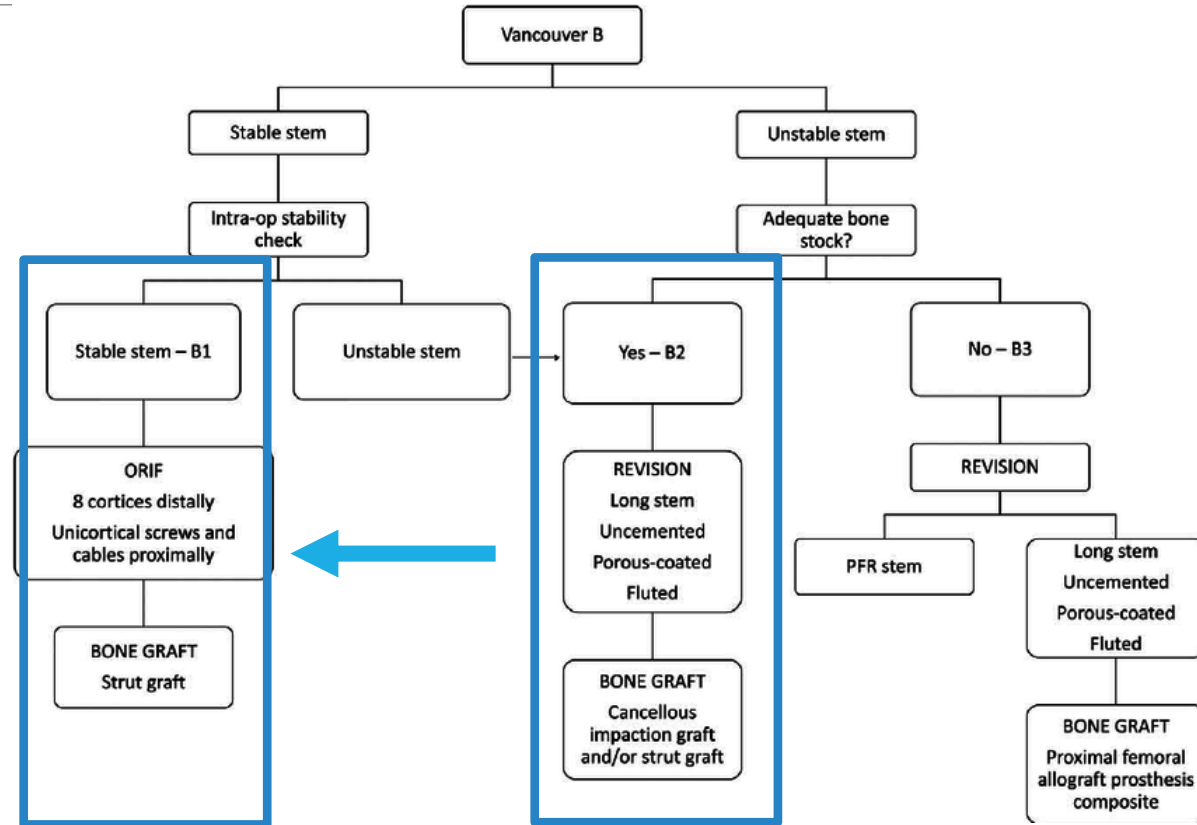 Vancouver B
Stable stem
Unstable stem
Intra-op stability
check
Adequate bone
stock?
Stable stem – B1
Unstable stem
Yes – B2
No – B3
ORIF
8 cortices distally
Unicortical screws and
cables proximally
REVISION
Long stem
Uncemented
Porous-coated
Fluted
REVISION
PFR stem
Long stem
Uncemented
Porous-coated
Fluted
BONE GRAFT
Strut graft
BONE GRAFT
Cancellous
impaction graft
and/or strut graft
BONE GRAFT
Proximal femoral
allograft prosthesis
composite